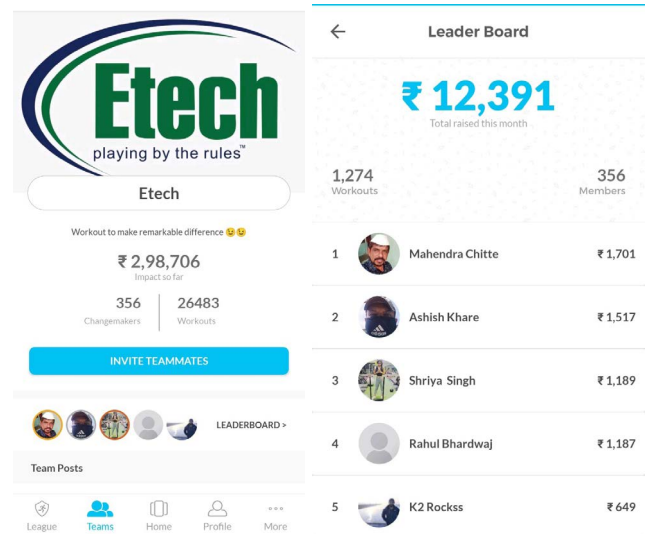 Etech
playing by the rules™
Etech
Workout to make remarkable difference 😉😉
₹ 2,98,706
Impact so far
356
Changemakers
26483
Workouts
INVITE TEAMMATES
LEADERBOARD >
Team Posts
League
Teams
Home
Profile
More
Leader Board
₹ 12,391
Total raised this month
1,274
Workouts
356
Members
1 Mahendra Chitte ₹ 1,701
2 Ashish Khare ₹ 1,517
3 Shriya Singh ₹ 1,189
4 Rahul Bhardwaj ₹ 1,187
5 K2 Rockss ₹ 649